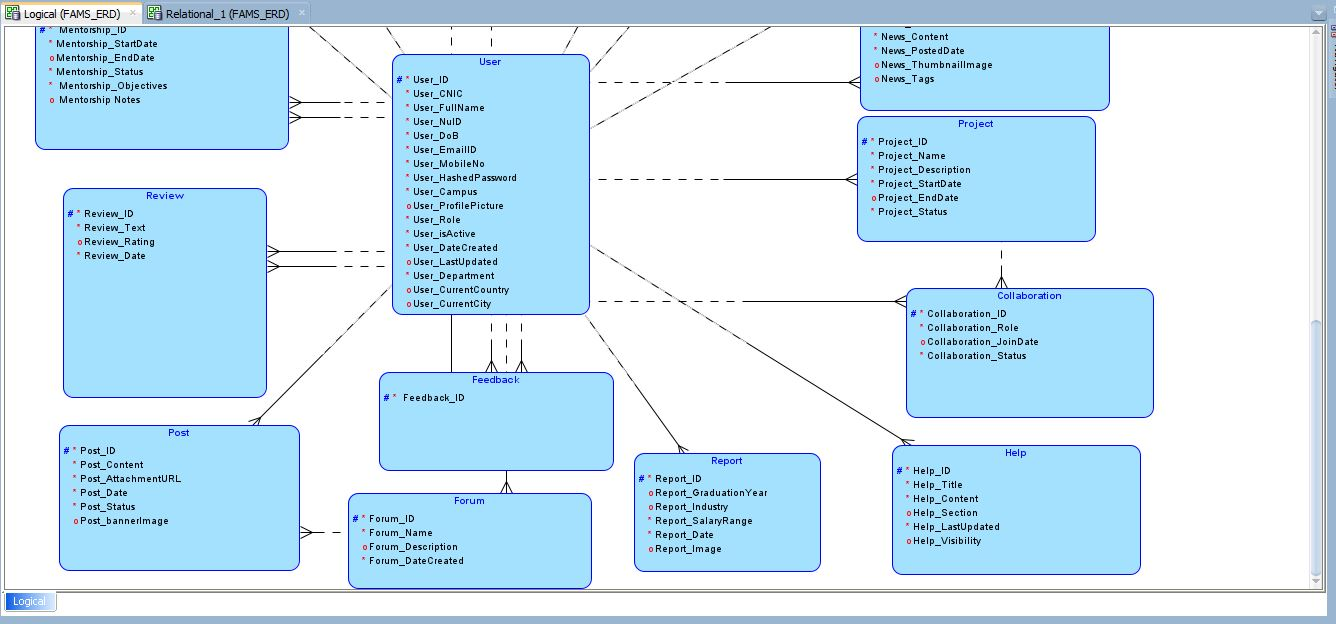 Logical (FAMS_ERD)
Relational_1 (FAMS_ERD)
# * Mentorship_ID
* Mentorship_StartDate
o Mentorship_EndDate
* Mentorship_Status
* Mentorship_Objectives
o Mentorship Notes
User
# * User_ID
* User_CNIC
* User_FullName
* User_NuID
* User_DoB
* User_EmailID
* User_MobileNo
* User_HashedPassword
* User_Campus
o User_ProfilePicture
* User_Role
* User_isActive
* User_DateCreated
o User_LastUpdated
* User_Department
o User_CurrentCountry
o User_CurrentCity
* News_Content
* News_PostedDate
o News_ThumbnailImage
o News_Tags
Project
# * Project_ID
* Project_Name
* Project_Description
* Project_StartDate
o Project_EndDate
* Project_Status
Review
# * Review_ID
* Review_Text
o Review_Rating
* Review_Date
Collaboration
# * Collaboration_ID
* Collaboration_Role
o Collaboration_JoinDate
* Collaboration_Status
Feedback
# * Feedback_ID
Post
# * Post_ID
* Post_Content
* Post_AttachmentURL
* Post_Date
* Post_Status
o Post_bannerImage
Forum
# * Forum_ID
* Forum_Name
o Forum_Description
* Forum_DateCreated
Report
# * Report_ID
o Report_GraduationYear
o Report_Industry
* Report_SalaryRange
* Report_Date
o Report_Image
Help
# * Help_ID
* Help_Title
* Help_Content
o Help_Section
* Help_LastUpdated
o Help_Visibility
Logical